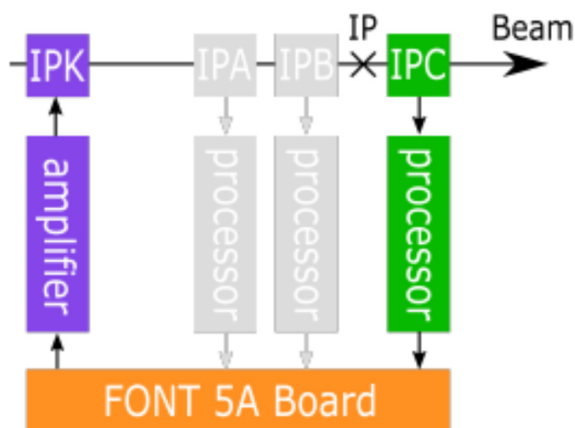 IP
Beam
IPK
IPA
IPB
IPC
amplifier
processor
processor
processor
FONT 5A Board